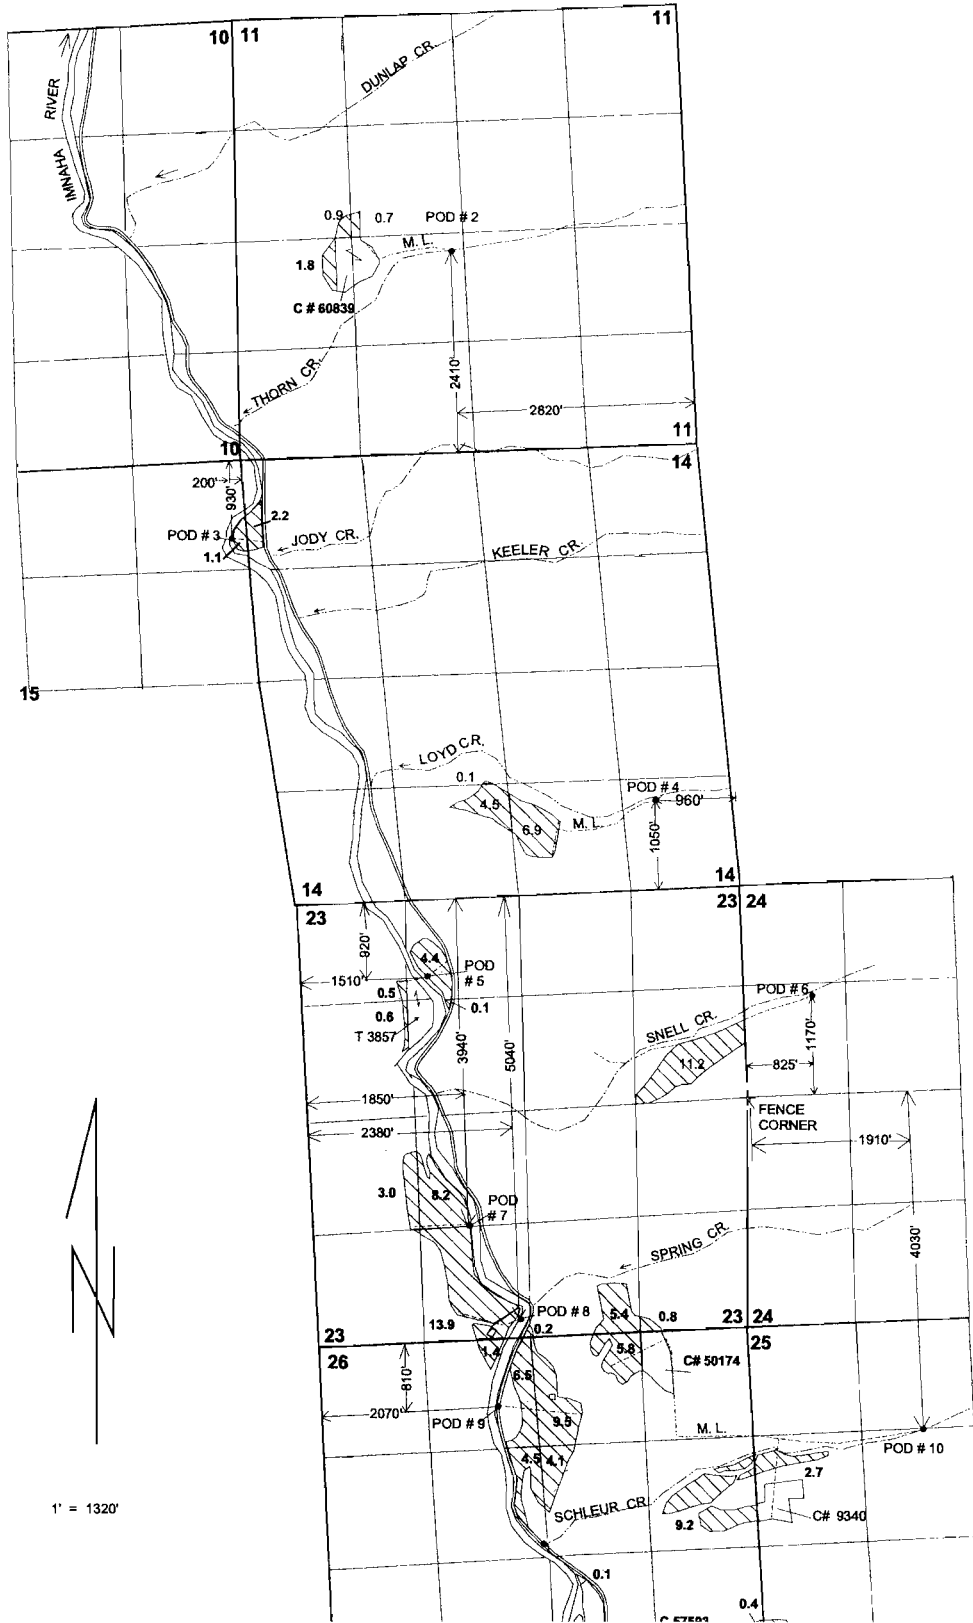 10 11
11
DUNLAP CR.
RIVER
IMNAHA
0.9
0.7
POD # 2
M. L.
1.8
C # 60839
THORN CR.
2410'
2820'
10
11
14
200'
930'
2.2
POD # 3
1.1
JODY CR.
KEELER CR.
15
LOYD CR.
0.1
POD # 4
960'
4.5
6.9
M. L.
1050'
14
23
14
23 24
920'
4.4
POD
# 5
1510'
0.5
0.1
0.6
T 3857
3940'
5040'
POD # 6
SNELL CR.
1170'
11.2
825'
1850'
FENCE
CORNER
2380'
1910'
3.0
8.2
POD
# 7
4030'
SPRING CR.
POD # 8
5.4
0.8
13.9
0.2
23
26
23 24
25
1.4
5.8
C# 50174
810'
6.5
2070'
POD # 9
9.5
M. L.
POD # 10
4.5
4.1
2.7
SCHLEUR CR.
9.2
C# 9340
1' = 1320'
0.1
0.4
C 57593